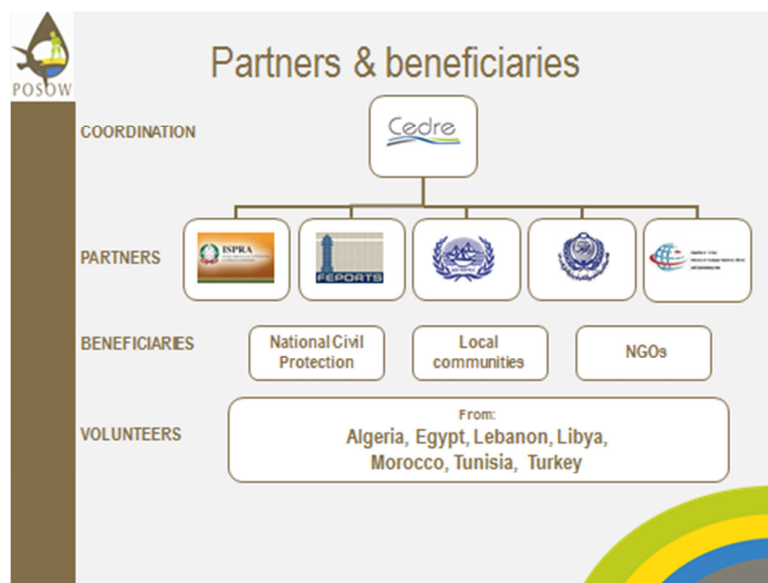 POSOW
Partners & beneficiaries
COORDINATION
Cedre
PARTNERS
ISPRA
FEPORTS
BENEFICIARIES
National Civil
Protection
Local
communities
NGOs
VOLUNTEERS
From:
Algeria, Egypt, Lebanon, Libya,
Morocco, Tunisia, Turkey